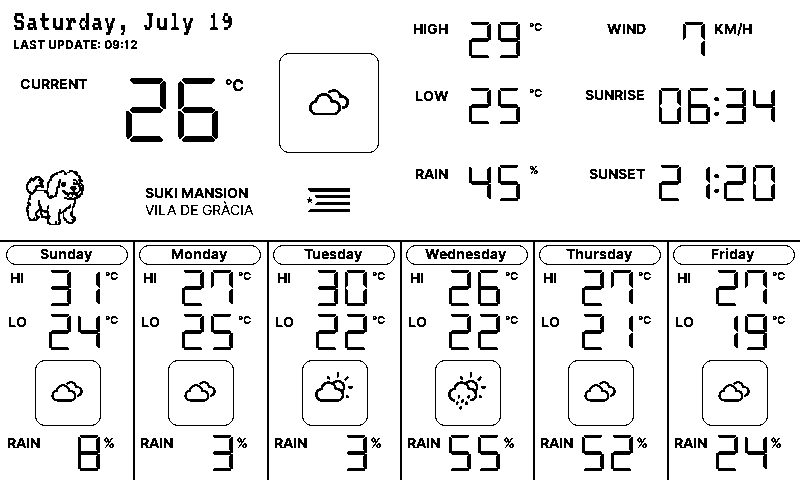 Saturday, July 19
LAST UPDATE: 09:12
CURRENT 26 °C
HIGH 29 °C
LOW 25 °C
RAIN 45 %
WIND 7 KM/H
SUNRISE 06:34
SUNSET 21:20
SUKI MANSION
VILA DE GRÀCIA
Sunday
HI 31 °C
LO 24 °C
RAIN 8 %
Monday
HI 27 °C
LO 25 °C
RAIN 3 %
Tuesday
HI 30 °C
LO 22 °C
RAIN 3 %
Wednesday
HI 26 °C
LO 22 °C
RAIN 55 %
Thursday
HI 27 °C
LO 21 °C
RAIN 52 %
Friday
HI 27 °C
LO 19 °C
RAIN 24 %